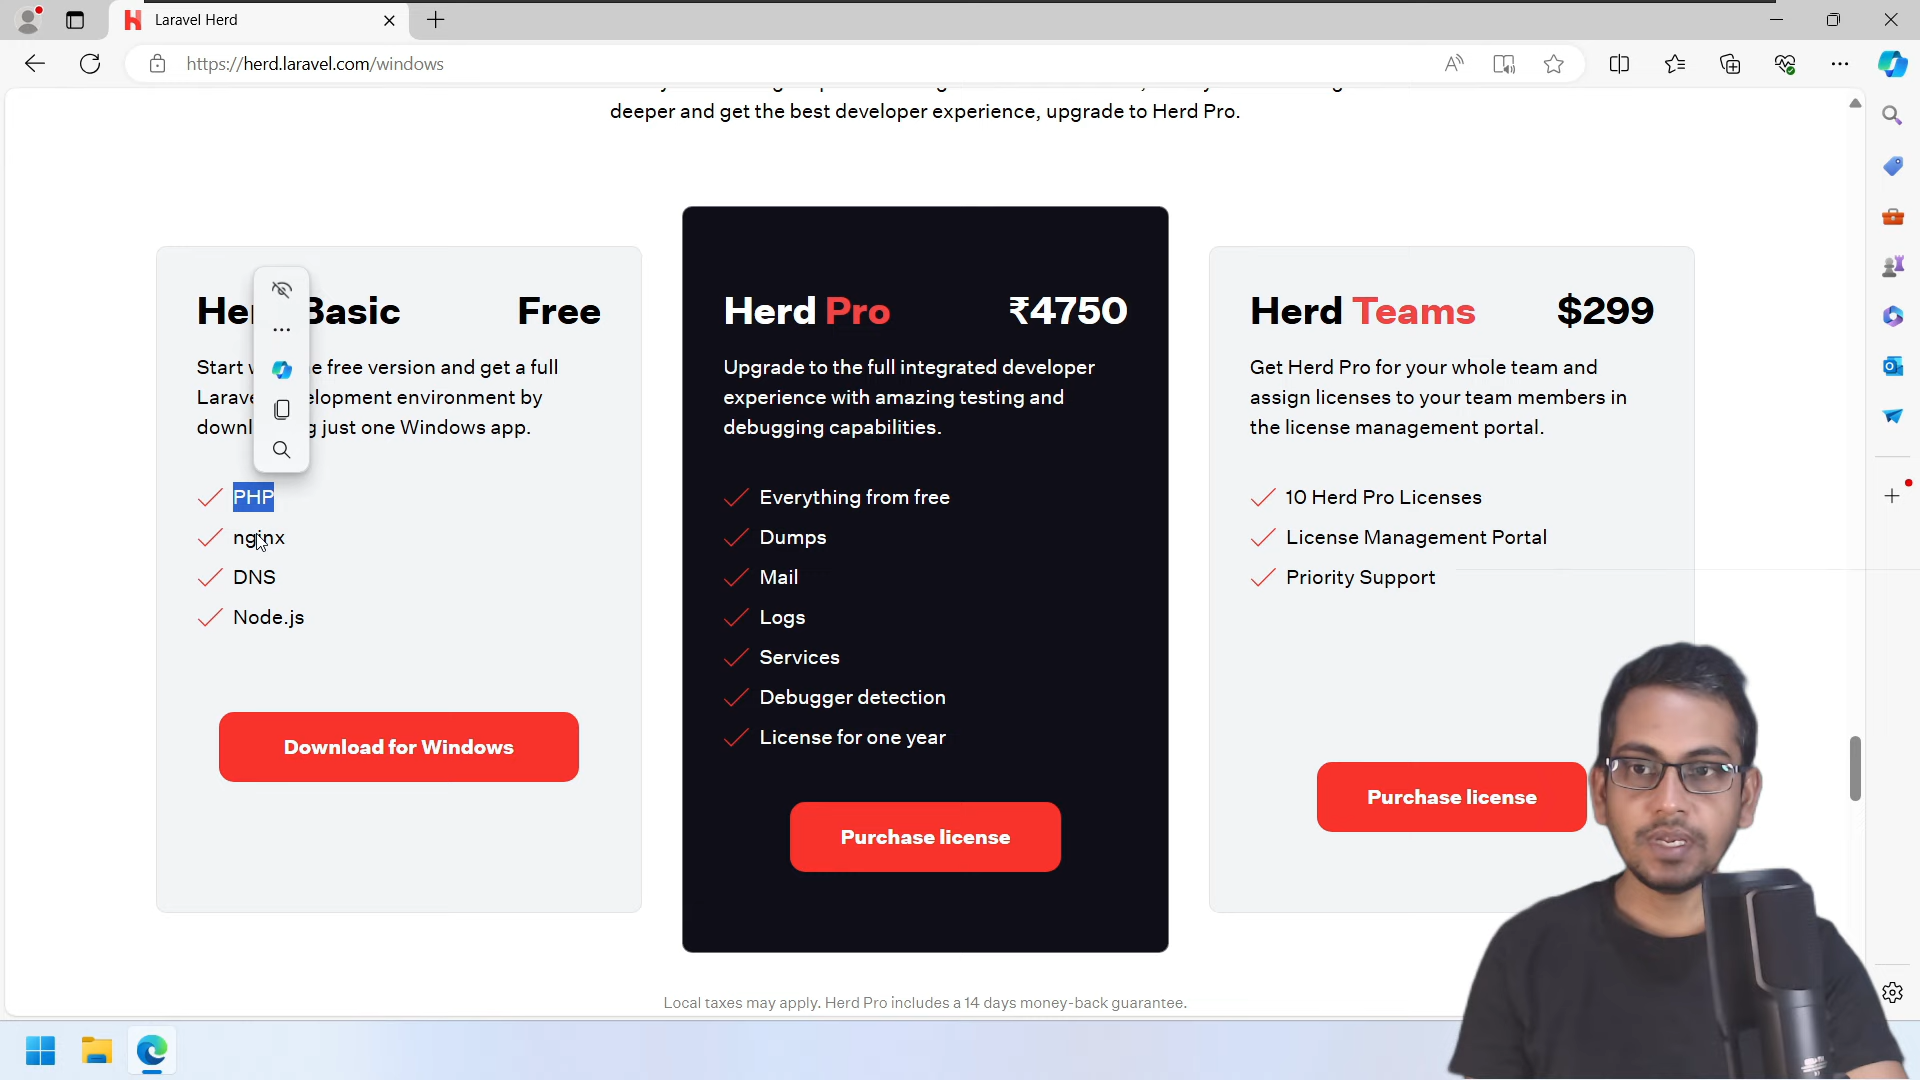 Laravel Herd
https://herd.laravel.com/windows
deeper and get the best developer experience, upgrade to Herd Pro.
Her Basic Free
Start w e free version and get a full
Larave elopment environment by
downl g just one Windows app.
PHP
nginx
DNS
Node.js
Download for Windows
Herd Pro ₹4750
Upgrade to the full integrated developer
experience with amazing testing and
debugging capabilities.
Everything from free
Dumps
Mail
Logs
Services
Debugger detection
License for one year
Purchase license
Herd Teams $299
Get Herd Pro for your whole team and
assign licenses to your team members in
the license management portal.
10 Herd Pro Licenses
License Management Portal
Priority Support
Purchase license
Local taxes may apply. Herd Pro includes a 14 days money-back guarantee.